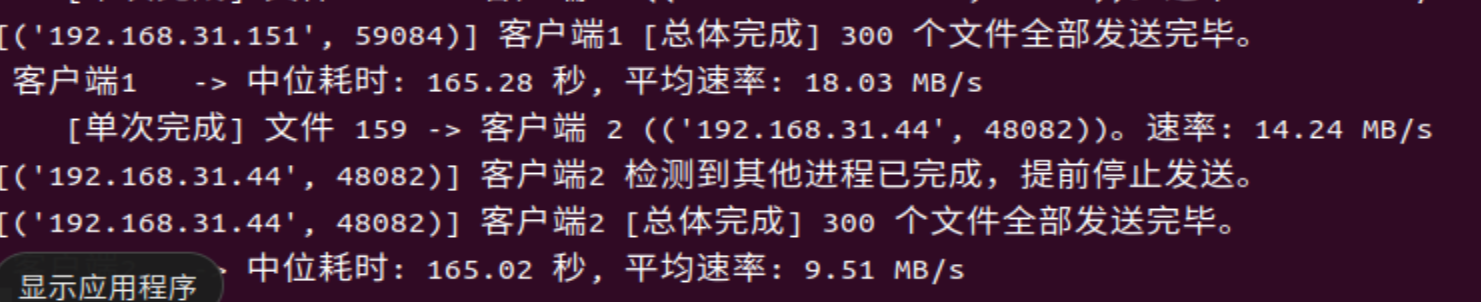 [('192.168.31.151', 59084)] 客户端1 [总体完成] 300 个文件全部发送完毕。
客户端1 -> 中位耗时: 165.28 秒, 平均速率: 18.03 MB/s
[单次完成] 文件 159 -> 客户端 2 (('192.168.31.44', 48082))。速率: 14.24 MB/s
[('192.168.31.44', 48082)] 客户端2 检测到其他进程已完成，提前停止发送。
[('192.168.31.44', 48082)] 客户端2 [总体完成] 300 个文件全部发送完毕。
> 中位耗时: 165.02 秒, 平均速率: 9.51 MB/s
显示应用程序